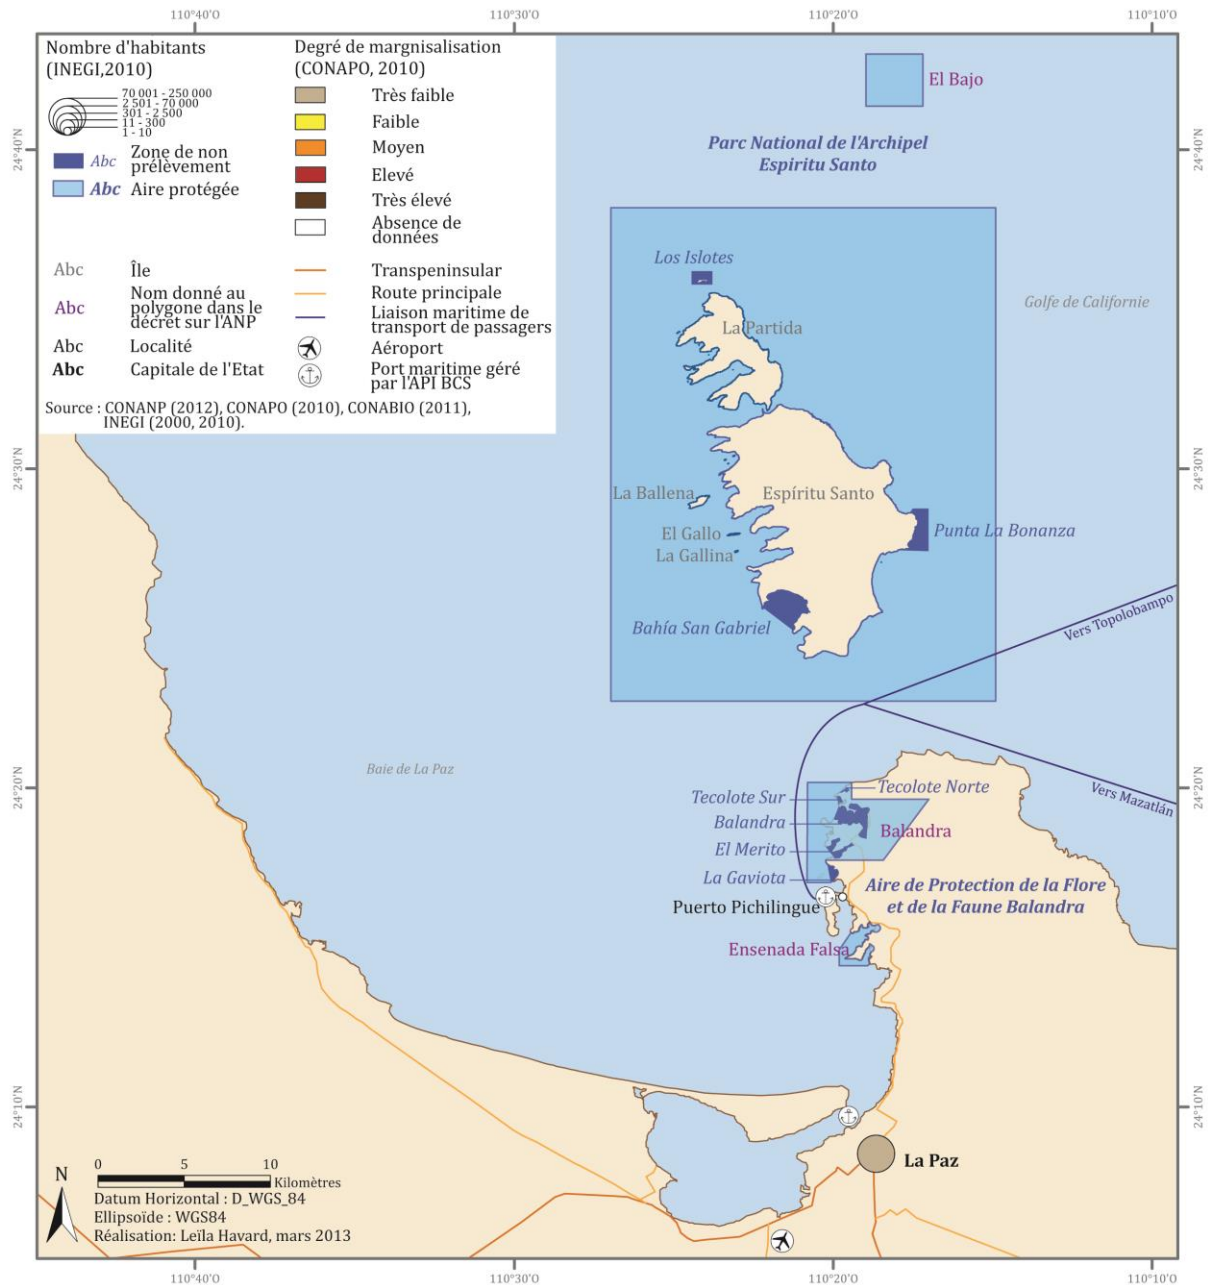 110°40'O
110°30'O
110°20'O
110°10'O
Nombre d'habitants
(INEGI,2010)
70 001 - 250 000
2 501 - 70 000
301 - 2 500
11 - 300
1 - 10
Abc Zone de non
prélèvement
Abc Aire protégée
Abc Île
Abc Nom donné au
polygone dans le
décret sur l'ANP
Abc Localité
Abc Capitale de l'Etat
Degré de margnisalisation
(CONAPO, 2010)
Très faible
Faible
Moyen
Elevé
Très élevé
Absence de
données
Transpeninsular
Route principale
Liaison maritime de
transport de passagers
Aéroport
Port maritime géré
par l'API BCS
Source : CONANP (2012), CONAPO (2010), CONABIO (2011),
INEGI (2000, 2010).
El Bajo
Parc National de l'Archipel
Espiritu Santo
24°40'N
24°40'N
Los Islotes
Golfe de Californie
La Partida
24°30'N
24°30'N
La Ballena
Espíritu Santo
El Gallo
La Gallina
Punta La Bonanza
Bahía San Gabriel
Vers Topolobampo
Baie de La Paz
24°20'N
24°20'N
Tecolote Norte
Tecolote Sur
Vers Mazatlán
Balandra
Balandra
El Merito
La Gaviota
Aire de Protection de la Flore
et de la Faune Balandra
Puerto Pichilingue
Ensenada Falsa
24°10'N
24°10'N
La Paz
N
0 5 10
Kilomètres
Datum Horizontal : D_WGS_84
Ellipsoïde : WGS84
Réalisation: Leïla Havard, mars 2013
110°40'O
110°30'O
110°20'O
110°10'O